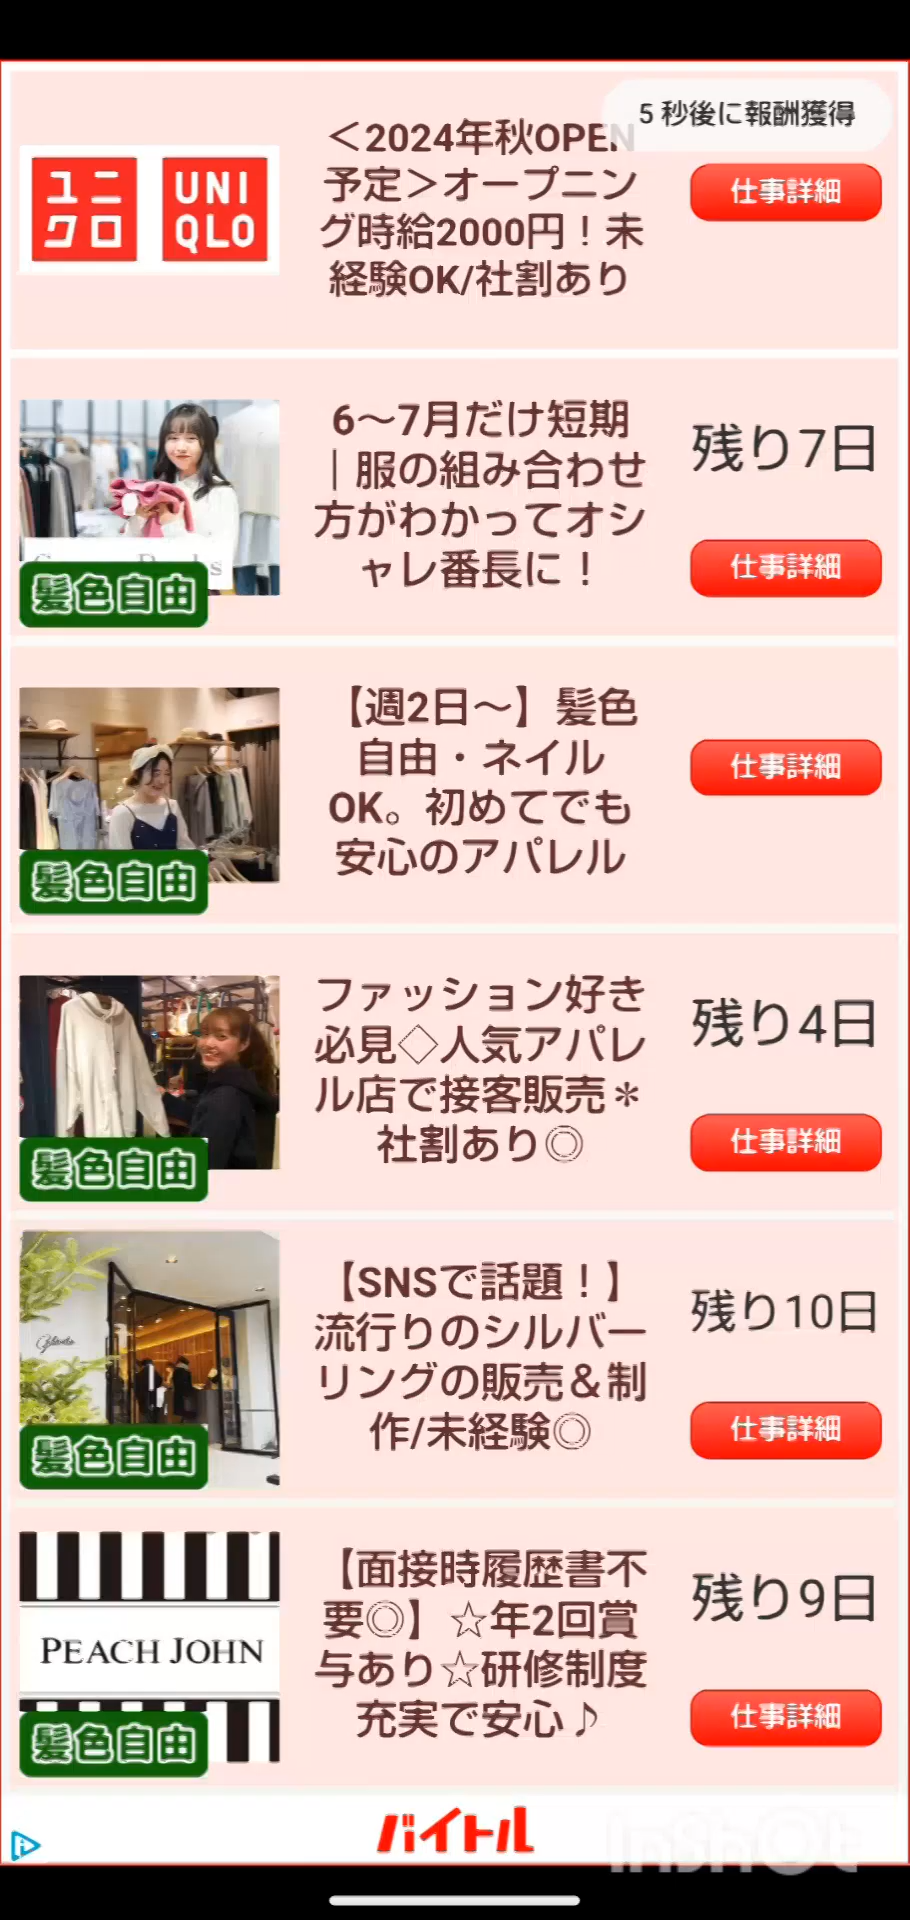 5 秒後に報酬獲得
ユニ
クロ
UNI
QLO
＜2024年秋OPEN
予定＞オープニン
グ時給2000円！未
経験OK/社割あり
仕事詳細
髪色自由
6〜7月だけ短期
｜服の組み合わせ
方がわかってオシ
ャレ番長に！
残り7日
仕事詳細
髪色自由
【週2日〜】髪色
自由・ネイル
OK。初めてでも
安心のアパレル
仕事詳細
髪色自由
ファッション好き
必見◇人気アパレ
ル店で接客販売＊
社割あり◎
残り4日
仕事詳細
髪色自由
【SNSで話題！】
流行りのシルバー
リングの販売＆制
作/未経験◎
残り10日
仕事詳細
PEACH JOHN
髪色自由
【面接時履歴書不
要◎】☆年2回賞
与あり☆研修制度
充実で安心♪
残り9日
仕事詳細
バイトル
InShOt